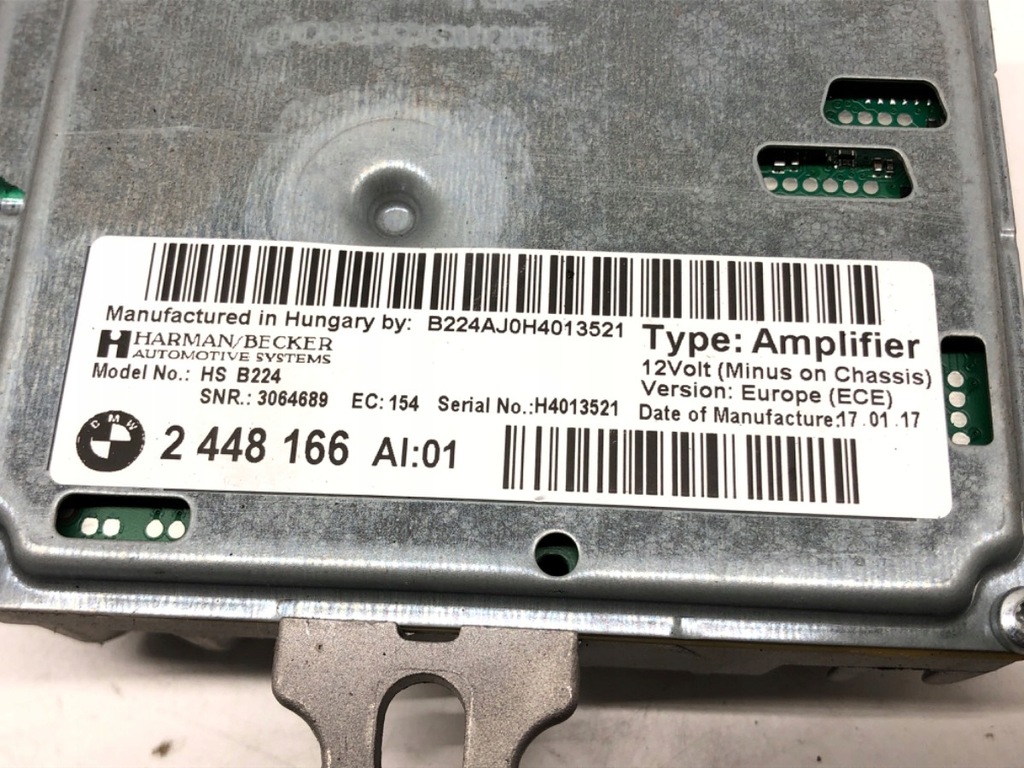 Manufactured in Hungary by: B224AJ0H4013521
HARMAN/BECKER
AUTOMOTIVE SYSTEMS
Type: Amplifier
12Volt (Minus on Chassis)
Model No.: HS B224
Version: Europe (ECE)
SNR.: 3064689 EC: 154 Serial No.:H4013521
Date of Manufacture:17.01.17
BMW
2 448 166 AI:01